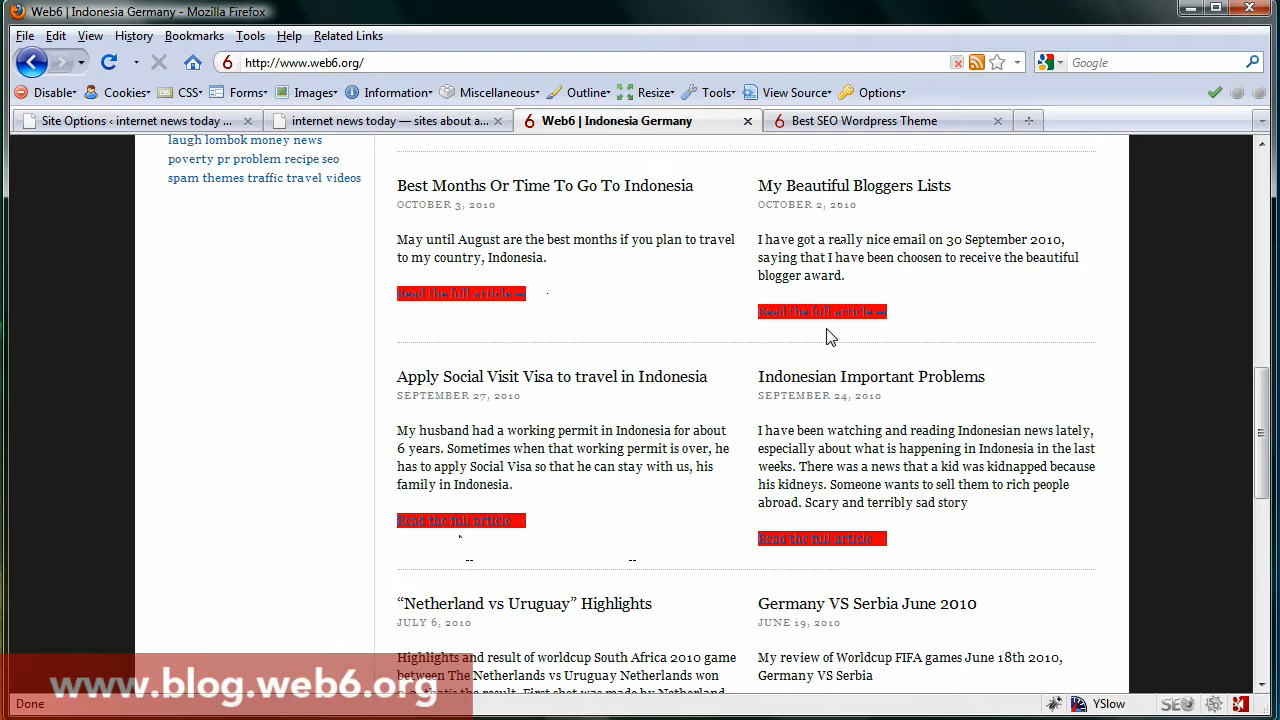 Web6 | Indonesia Germany - Mozilla Firefox
File Edit View History Bookmarks Tools Help Related Links
6 http://www.web6.org/ Google
Disable Cookies CSS Forms Images Information Miscellaneous Outline Resize Tools View Source Options
Site Options ‹ internet news today ... internet news today — sites about a... 6 Web6 | Indonesia Germany 6 Best SEO Wordpress Theme
laugh lombok money news
poverty pr problem recipe seo
spam themes traffic travel videos
Best Months Or Time To Go To Indonesia
OCTOBER 3, 2010
May until August are the best months if you plan to travel
to my country, Indonesia.
Read the full article →
My Beautiful Bloggers Lists
OCTOBER 2, 2010
I have got a really nice email on 30 September 2010,
saying that I have been choosen to receive the beautiful
blogger award.
Read the full article →
Apply Social Visit Visa to travel in Indonesia
SEPTEMBER 27, 2010
My husband had a working permit in Indonesia for about
6 years. Sometimes when that working permit is over, he
has to apply Social Visa so that he can stay with us, his
family in Indonesia.
Read the full article
Indonesian Important Problems
SEPTEMBER 24, 2010
I have been watching and reading Indonesian news lately,
especially about what is happening in Indonesia in the last
weeks. There was a news that a kid was kidnapped because
his kidneys. Someone wants to sell them to rich people
abroad. Scary and terribly sad story
Read the full article
“Netherland vs Uruguay” Highlights
JULY 6, 2010
Highlights and result of worldcup South Africa 2010 game
between The Netherlands vs Uruguay Netherlands won
Germany VS Serbia June 2010
JUNE 19, 2010
My review of Worldcup FIFA games June 18th 2010,
Germany VS Serbia
www.blog.web6.org
Done YSlow SEO